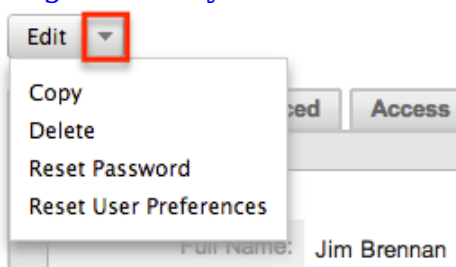 Edit
Copy
Delete
Reset Password
Reset User Preferences
Access
Full Name: Jim Brennan